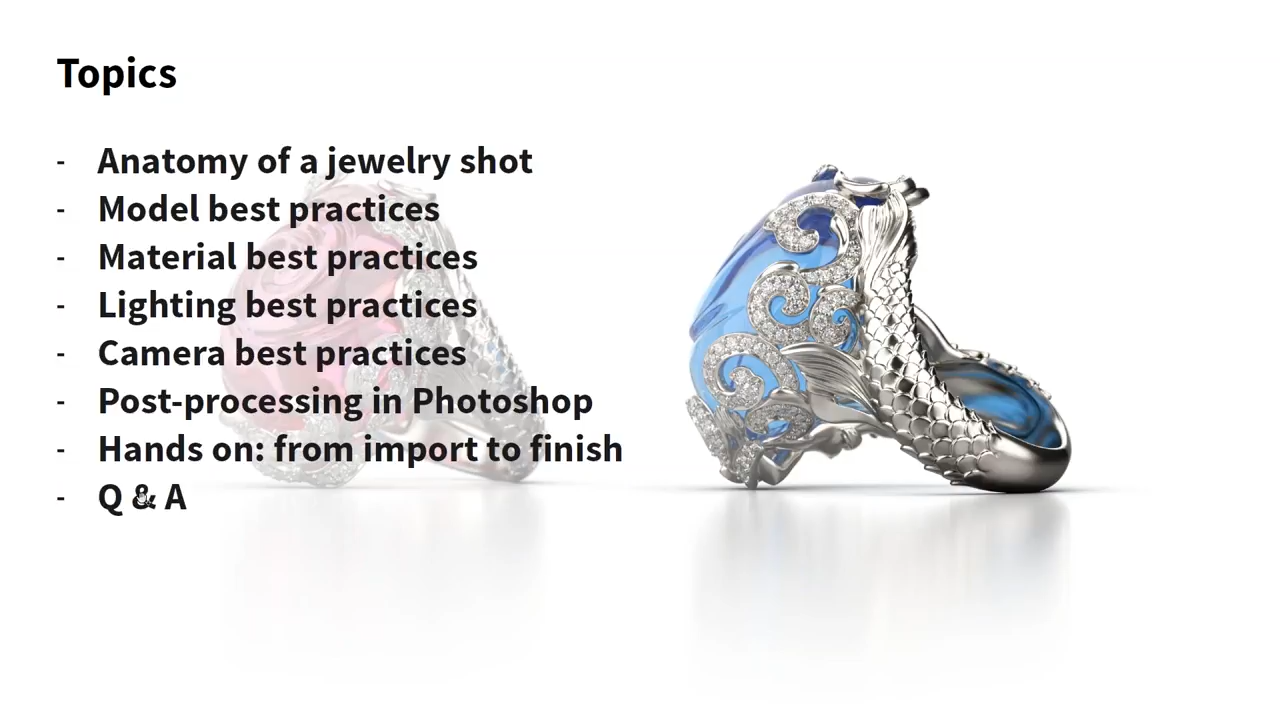 Topics
- Anatomy of a jewelry shot
- Model best practices
- Material best practices
- Lighting best practices
- Camera best practices
- Post-processing in Photoshop
- Hands on: from import to finish
- Q & A